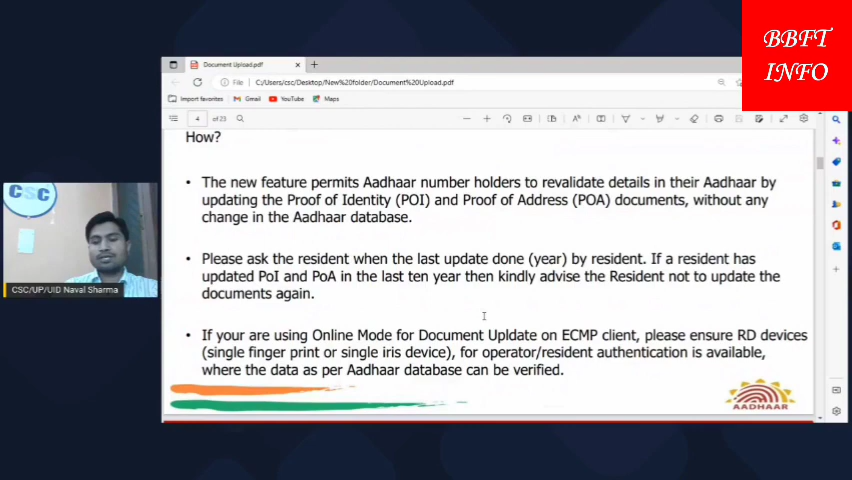 BBFT
INFO
Document Upload.pdf
File
C:/Users/csc/Desktop/New%20folder/Document%20Upload.pdf
Import favorites
Gmail
YouTube
Maps
4
of 23
How?
• The new feature permits Aadhaar number holders to revalidate details in their Aadhaar by
updating the Proof of Identity (POI) and Proof of Address (POA) documents, without any
change in the Aadhaar database.
• Please ask the resident when the last update done (year) by resident. If a resident has
updated PoI and PoA in the last ten year then kindly advise the Resident not to update the
documents again.
• If your are using Online Mode for Document Upldate on ECMP client, please ensure RD devices
(single finger print or single iris device), for operator/resident authentication is available,
where the data as per Aadhaar database can be verified.
AADHAAR
CSC
CSC/UP/UID Naval Sharma